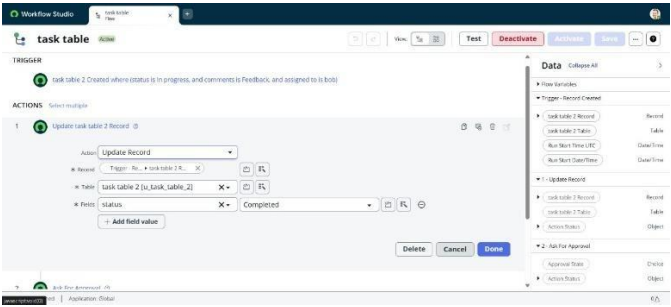 Workflow Studio
task table
Flow
task table Active
View:
Test
Deactivate
Activate
Save
TRIGGER
task table 2 Created where (status is in progress, and comments is Feedback, and assigned to is bob)
ACTIONS Select multiple
1 Update task table 2 Record
Action Update Record
* Record Trigger - Re... ▸ task table 2 R... X
* Table task table 2 [u_task_table_2]
* Fields status Completed
+ Add field value
Delete Cancel Done
2 Ask For Approval
Application: Global
Data Collapse All
Flow Variables
Trigger - Record Created
task table 2 Record Record
task table 2 Table Table
Run Start Time UTC Date/Time
Run Start Date/Time Date/Time
1 - Update Record
task table 2 Record Record
task table 2 Table Table
Action Status Object
2 - Ask For Approval
Approval State Choice
Action Status Object